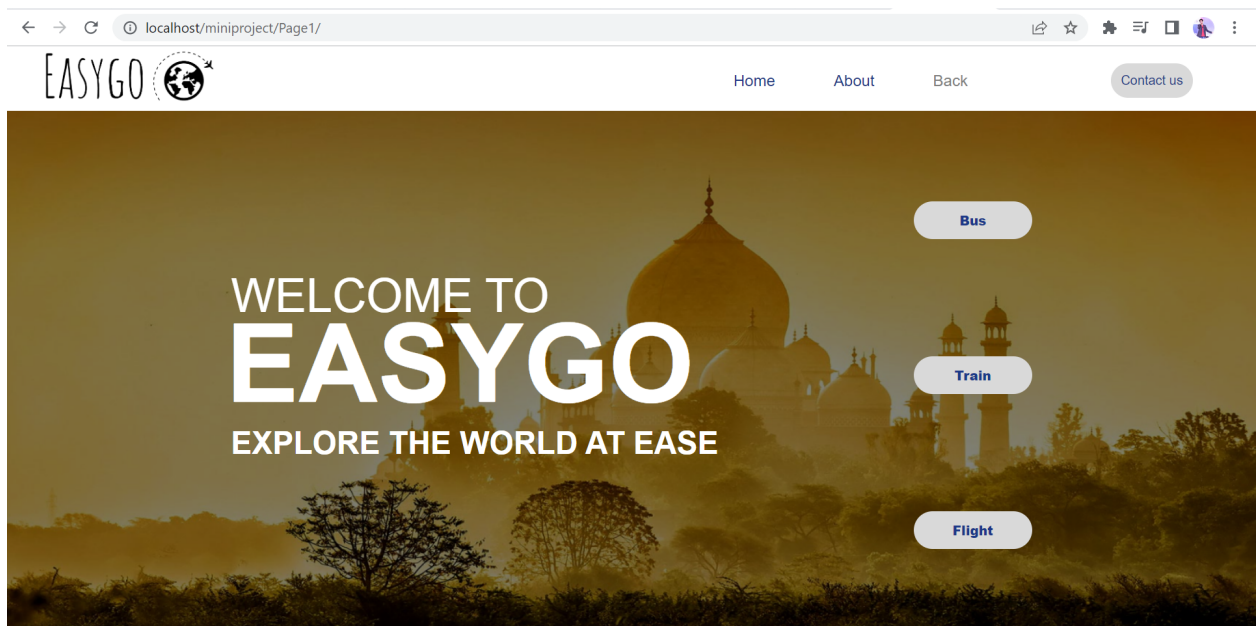 localhost/miniproject/Page1/
EASYGO
Home About Back Contact us
WELCOME TO
EASYGO
EXPLORE THE WORLD AT EASE
Bus
Train
Flight